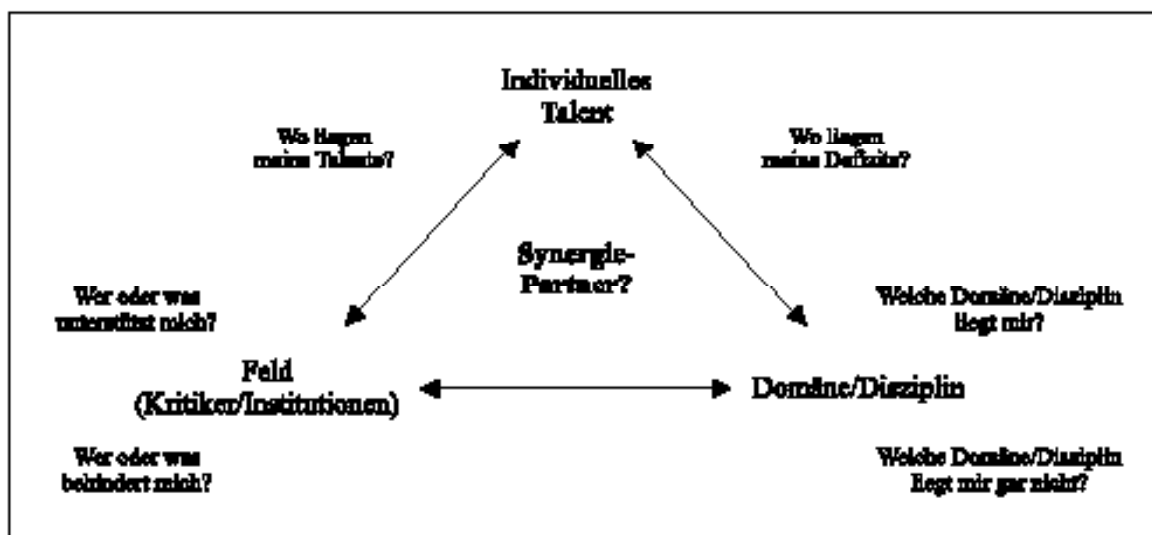 Individuelles
Talent
Wo liegen
meine Talente?
Wo liegen
meine Defizite?
Synergie-
Partner?
Wer oder was
unterstützt mich?
Welche Domäne/Disziplin
liegt mir?
Feld
(Kritiker/Institutionen)
Domäne/Disziplin
Wer oder was
behindert mich?
Welche Domäne/Disziplin
liegt mir gar nicht?